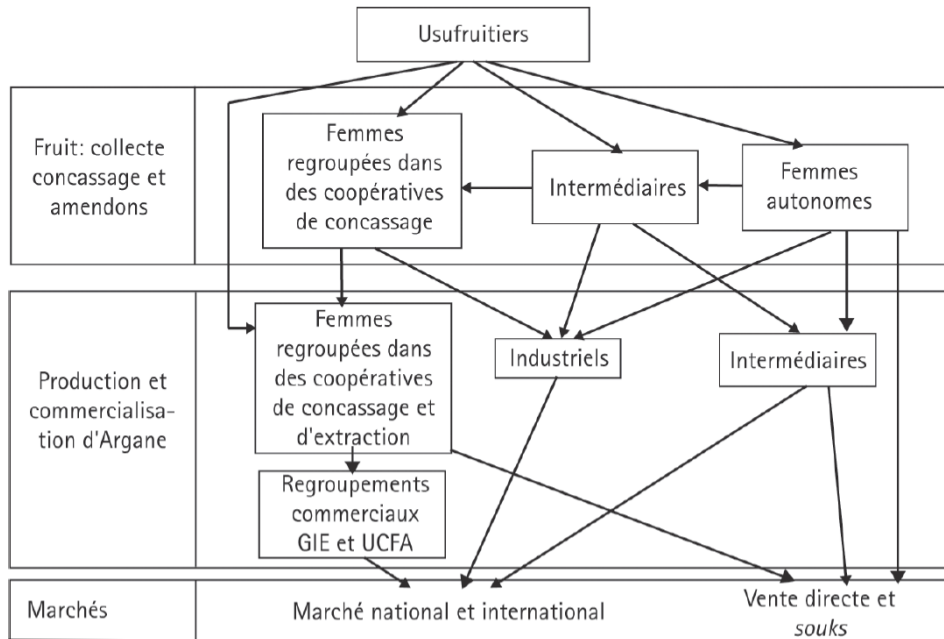 Usufruitiers
Fruit: collecte
concassage et
amendons
Femmes
regroupées dans
des coopératives
de concassage
Intermédiaires
Femmes
autonomes
Production et
commercialisa-
tion d'Argane
Femmes
regroupées dans
des coopératives
de concassage et
d'extraction
Industriels
Intermédiaires
Regroupements
commerciaux
GIE et UCFA
Marchés
Marché national et international
Vente directe et
souks